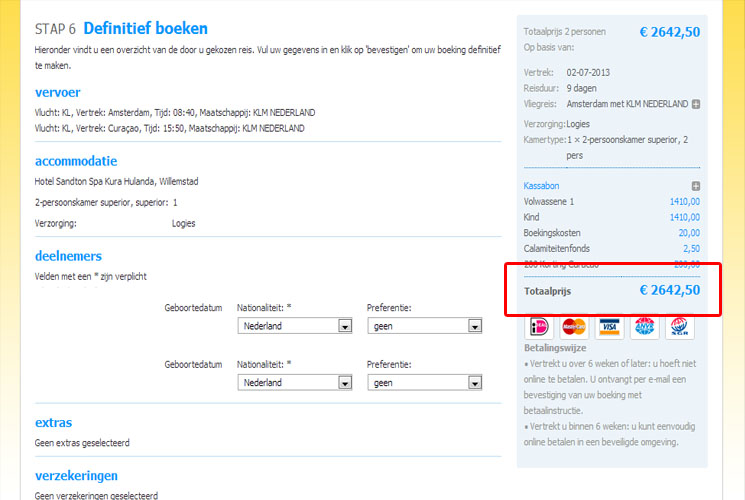 STAP 6 Definitief boeken
Hieronder vindt u een overzicht van de door u gekozen reis. Vul uw gegevens in en klik op 'bevestigen' om uw boeking definitief
te maken.
vervoer
Vlucht: KL, Vertrek: Amsterdam, Tijd: 08:40, Maatschappij: KLM NEDERLAND
Vlucht: KL, Vertrek: Curaçao, Tijd: 15:50, Maatschappij: KLM NEDERLAND
accommodatie
Hotel Sandton Spa Kura Hulanda, Willemstad
2-persoonskamer superior, superior: 1
Verzorging: Logies
deelnemers
Velden met een * zijn verplicht
Geboortedatum Nationaliteit: * Preferentie:
Nederland geen
Geboortedatum Nationaliteit: * Preferentie:
Nederland geen
extras
Geen extras geselecteerd
verzekeringen
Geen verzekeringen geselecteerd
Totaalprijs 2 personen € 2642,50
Op basis van:
Vertrek: 02-07-2013
Reisduur: 9 dagen
Vliegreis: Amsterdam met KLM NEDERLAND
Verzorging: Logies
Kamertype: 1 × 2-persoonskamer superior, 2
pers
Kassabon
Volwassene 1 1410,00
Kind 1410,00
Boekingskosten 20,00
Calamiteitenfonds 2,50
200 Korting Curacao 200,00
Totaalprijs € 2642,50
iDEAL MasterCard VISA ANVR SGR
Betalingswijze
• Vertrekt u over 6 weken of later: u hoeft niet
online te betalen. U ontvangt per e-mail een
bevestiging van uw boeking met
betaalinstructie.
• Vertrekt u binnen 6 weken: u kunt eenvoudig
online betalen in een beveiligde omgeving.